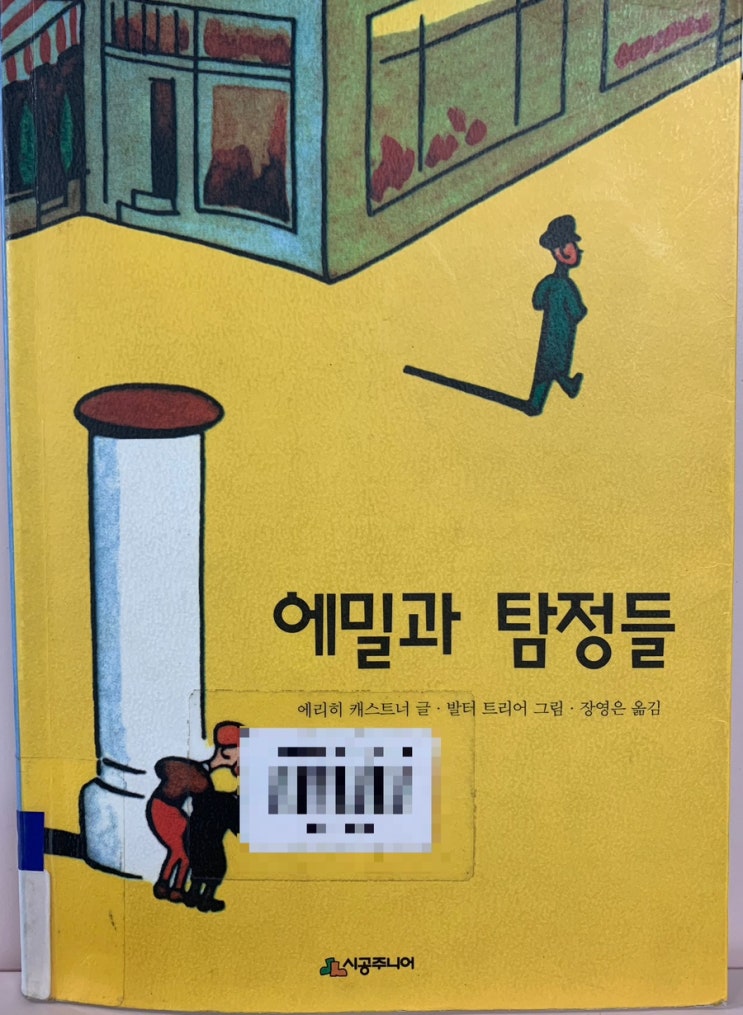 에밀과 탐정들
에리히 캐스트너 글 · 발터 트리어 그림 · 장영은 옮김
시공주니어